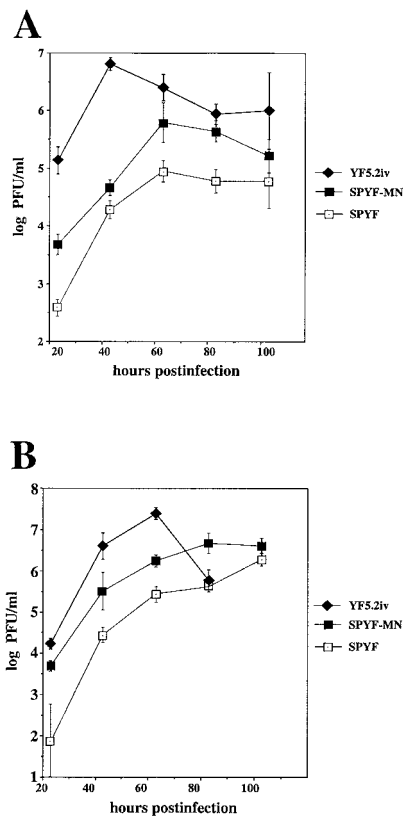 A
7
6
5
4
3
2
log PFU/ml
20 40 60 80 100
hours postinfection
YF5.2iv
SPYF-MN
SPYF
B
8
7
6
5
4
3
2
1
log PFU/ml
20 40 60 80 100
hours postinfection
YF5.2iv
SPYF-MN
SPYF